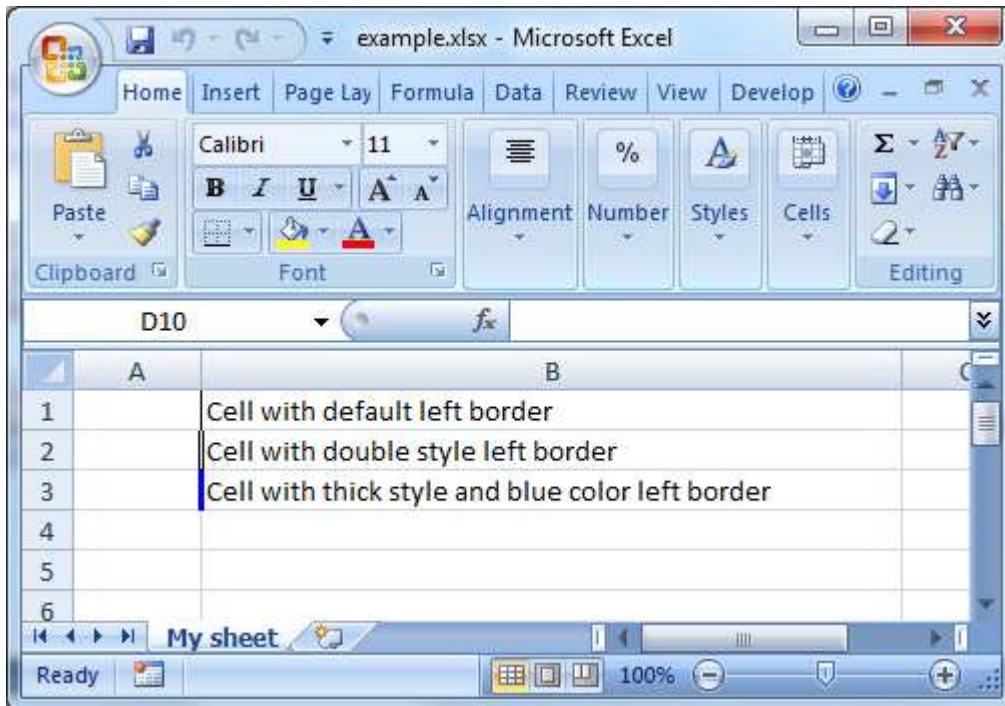 example.xlsx - Microsoft Excel
Home Insert Page Lay Formula Data Review View Develop
Calibri 11
B I U A A
Paste
A
Σ
A Z
%
A
Alignment Number Styles Cells
Clipboard Font Editing
D10 fx
A B C
1 Cell with default left border
2 Cell with double style left border
3 Cell with thick style and blue color left border
4
5
6
My sheet
Ready 100%